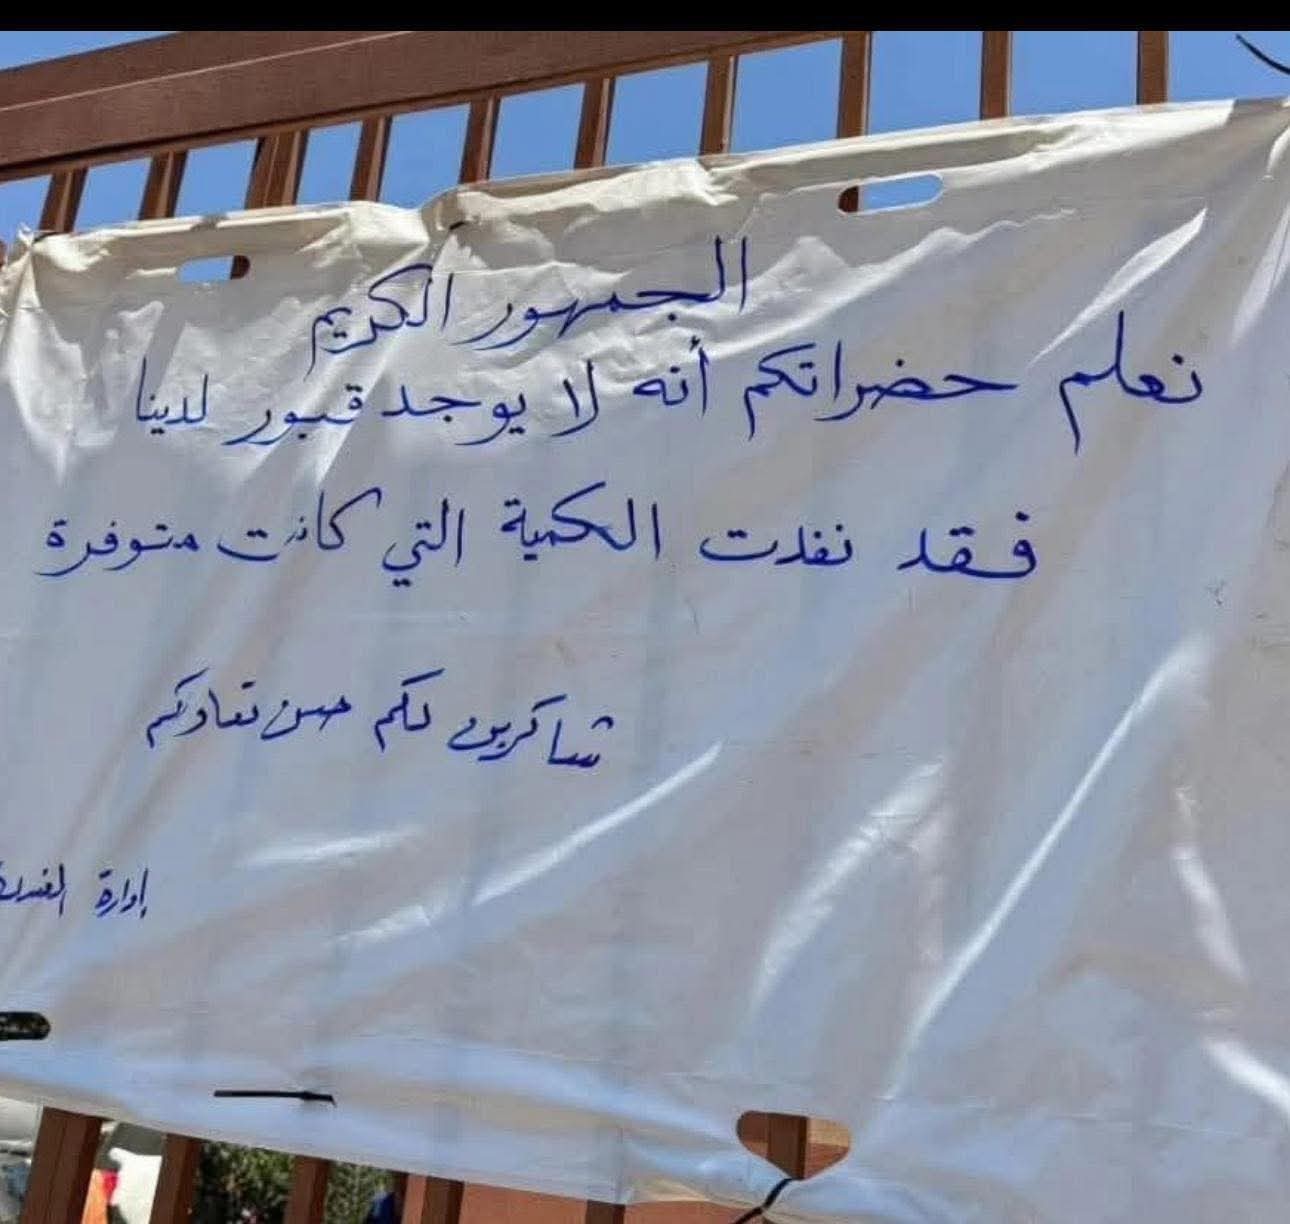 الجمهور الكريم
نعلم حضراتكم أنه لا يوجد قبور لدينا
فقد نفدت الكمية التي كانت متوفرة
شاكرين لكم حسن تعاونكم
إدارة